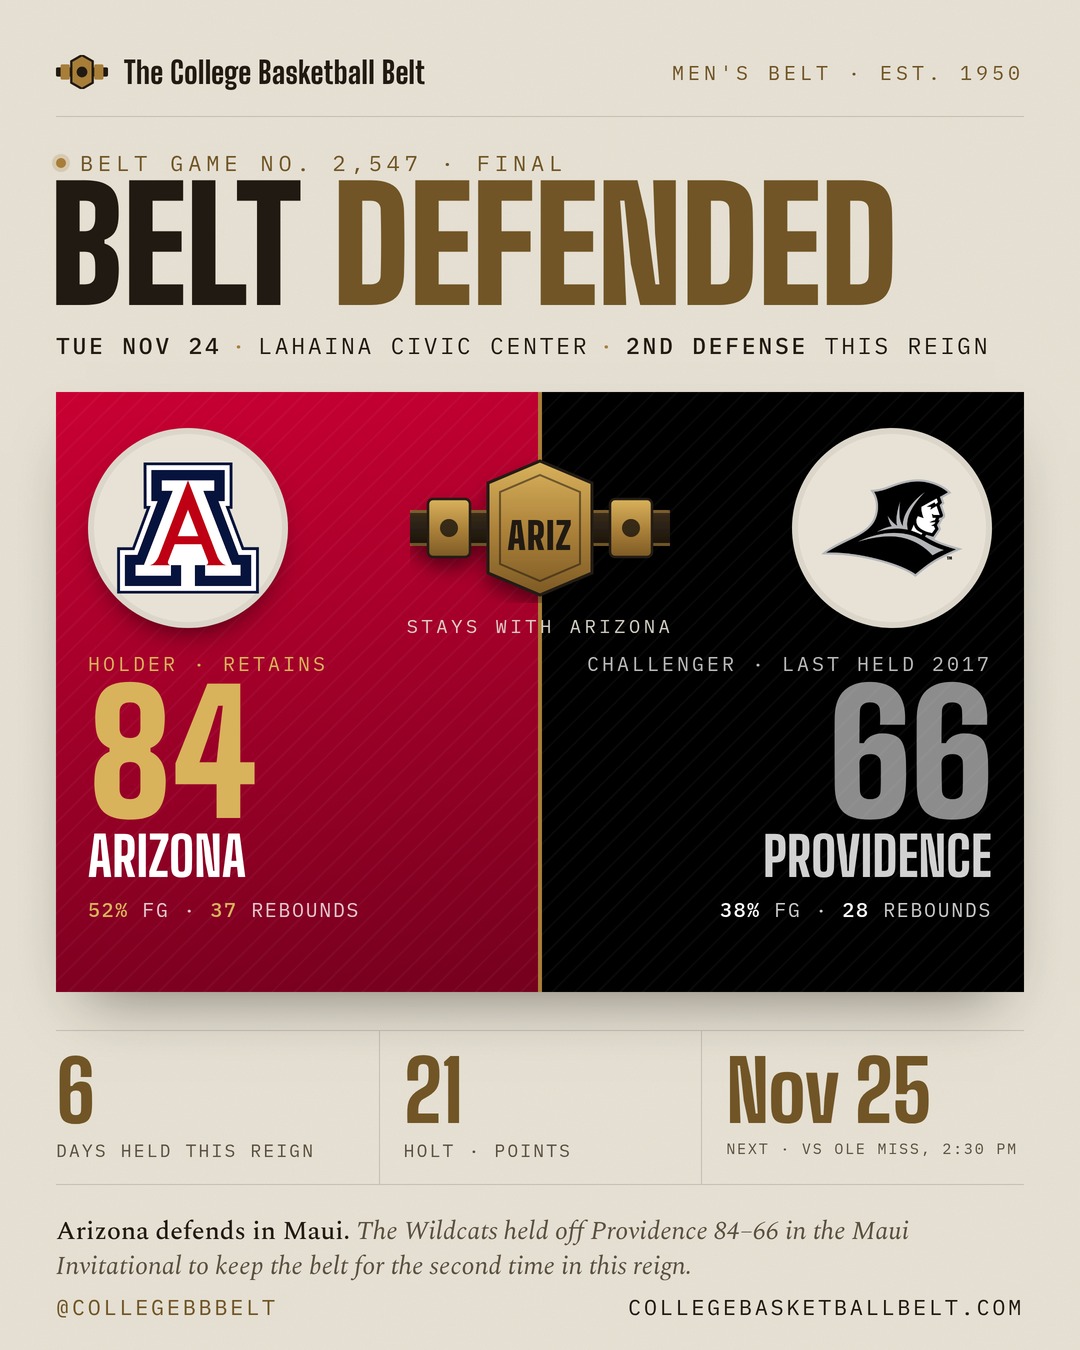 The College Basketball Belt
MEN'S BELT · EST. 1950
BELT GAME NO. 2,547 · FINAL
BELT DEFENDED
TUE NOV 24 · LAHAINA CIVIC CENTER · 2ND DEFENSE THIS REIGN
A
ARIZ
STAYS WITH ARIZONA
HOLDER · RETAINS
84
ARIZONA
52% FG · 37 REBOUNDS
CHALLENGER · LAST HELD 2017
66
PROVIDENCE
38% FG · 28 REBOUNDS
6
DAYS HELD THIS REIGN
21
HOLT · POINTS
Nov 25
NEXT · VS OLE MISS, 2:30 PM
Arizona defends in Maui. The Wildcats held off Providence 84–66 in the Maui
Invitational to keep the belt for the second time in this reign.
@COLLEGEBBBELT
COLLEGEBASKETBALLBELT.COM